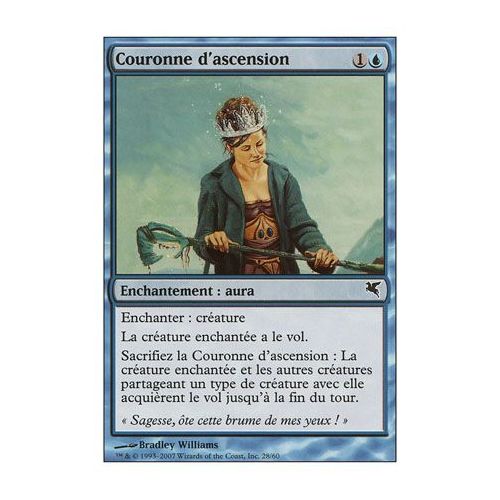 Couronne d'ascension 1
Enchantement : aura
Enchanter : créature
La créature enchantée a le vol.
Sacrifiez la Couronne d'ascension : La
créature enchantée et les autres créatures
partageant un type de créature avec elle
acquièrent le vol jusqu'à la fin du tour.
« Sagesse, ôte cette brume de mes yeux ! »
Bradley Williams
™ & © 1993-2007 Wizards of the Coast, Inc. 28/60